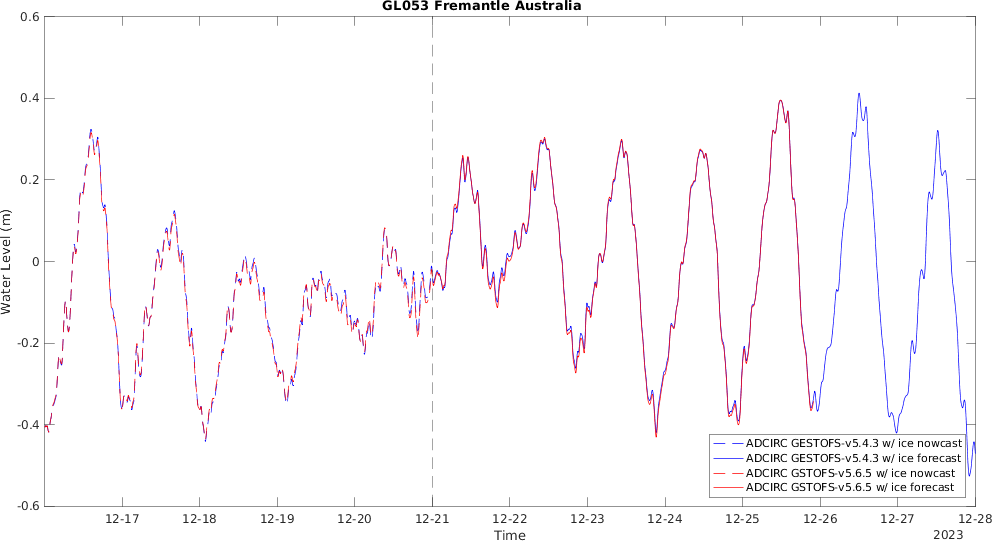 GL053 Fremantle Australia
0.6
0.4
0.2
0
-0.2
-0.4
-0.6
Water Level (m)
ADCIRC GESTOFS-v5.4.3 w/ ice nowcast
ADCIRC GESTOFS-v5.4.3 w/ ice forecast
ADCIRC GSTOFS-v5.6.5 w/ ice nowcast
ADCIRC GSTOFS-v5.6.5 w/ ice forecast
12-17 12-18 12-19 12-20 12-21 12-22 12-23 12-24 12-25 12-26 12-27 12-28
Time
2023